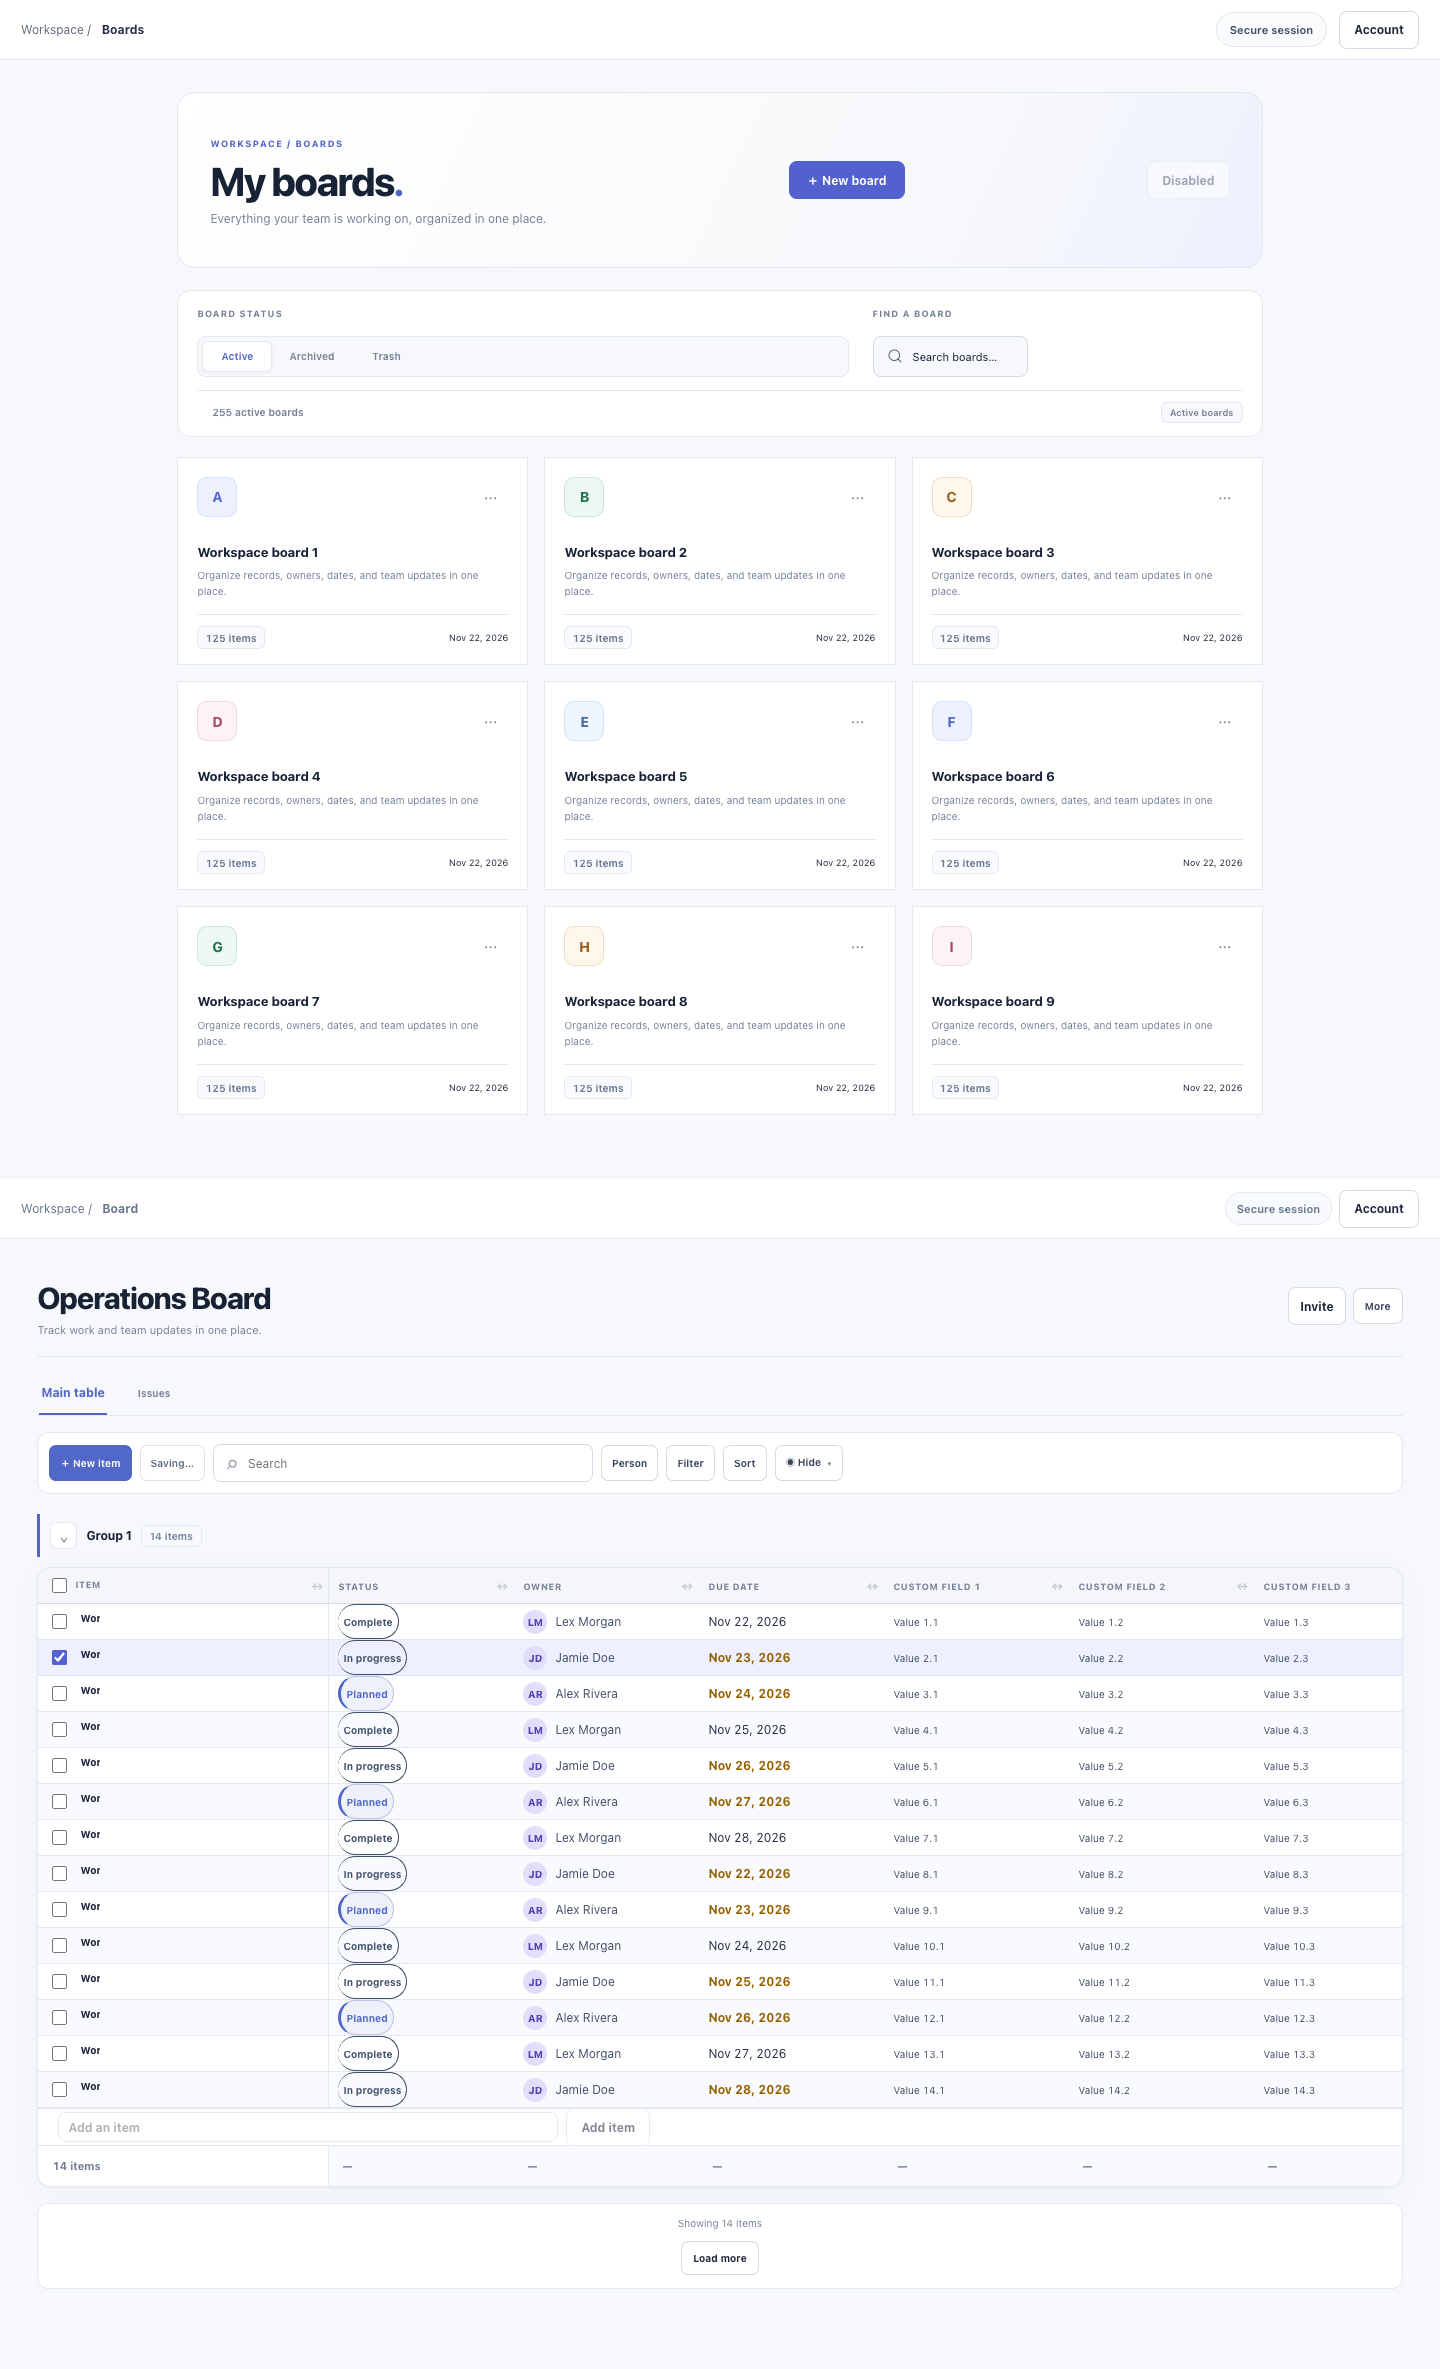 Workspace / Boards
Secure session
Account
WORKSPACE / BOARDS
My boards.
Everything your team is working on, organized in one place.
+ New board
Disabled
BOARD STATUS
FIND A BOARD
Active
Archived
Trash
Search boards...
255 active boards
Active boards
A
...
Workspace board 1
Organize records, owners, dates, and team updates in one
place.
125 items
Nov 22, 2026
B
...
Workspace board 2
Organize records, owners, dates, and team updates in one
place.
125 items
Nov 22, 2026
C
...
Workspace board 3
Organize records, owners, dates, and team updates in one
place.
125 items
Nov 22, 2026
D
...
Workspace board 4
Organize records, owners, dates, and team updates in one
place.
125 items
Nov 22, 2026
E
...
Workspace board 5
Organize records, owners, dates, and team updates in one
place.
125 items
Nov 22, 2026
F
...
Workspace board 6
Organize records, owners, dates, and team updates in one
place.
125 items
Nov 22, 2026
G
...
Workspace board 7
Organize records, owners, dates, and team updates in one
place.
125 items
Nov 22, 2026
H
...
Workspace board 8
Organize records, owners, dates, and team updates in one
place.
125 items
Nov 22, 2026
I
...
Workspace board 9
Organize records, owners, dates, and team updates in one
place.
125 items
Nov 22, 2026
Workspace / Board
Secure session
Account
Operations Board
Track work and team updates in one place.
Invite
More
Main table
Issues
+ New item
Saving...
Search
Person
Filter
Sort
Hide
Group 1
14 items
ITEM ↔ STATUS ↔ OWNER ↔ DUE DATE ↔ CUSTOM FIELD 1 ↔ CUSTOM FIELD 2 ↔ CUSTOM FIELD 3
Wor Complete LM Lex Morgan Nov 22, 2026 Value 1.1 Value 1.2 Value 1.3
Wor In progress JD Jamie Doe Nov 23, 2026 Value 2.1 Value 2.2 Value 2.3
Wor Planned AR Alex Rivera Nov 24, 2026 Value 3.1 Value 3.2 Value 3.3
Wor Complete LM Lex Morgan Nov 25, 2026 Value 4.1 Value 4.2 Value 4.3
Wor In progress JD Jamie Doe Nov 26, 2026 Value 5.1 Value 5.2 Value 5.3
Wor Planned AR Alex Rivera Nov 27, 2026 Value 6.1 Value 6.2 Value 6.3
Wor Complete LM Lex Morgan Nov 28, 2026 Value 7.1 Value 7.2 Value 7.3
Wor In progress JD Jamie Doe Nov 22, 2026 Value 8.1 Value 8.2 Value 8.3
Wor Planned AR Alex Rivera Nov 23, 2026 Value 9.1 Value 9.2 Value 9.3
Wor Complete LM Lex Morgan Nov 24, 2026 Value 10.1 Value 10.2 Value 10.3
Wor In progress JD Jamie Doe Nov 25, 2026 Value 11.1 Value 11.2 Value 11.3
Wor Planned AR Alex Rivera Nov 26, 2026 Value 12.1 Value 12.2 Value 12.3
Wor Complete LM Lex Morgan Nov 27, 2026 Value 13.1 Value 13.2 Value 13.3
Wor In progress JD Jamie Doe Nov 28, 2026 Value 14.1 Value 14.2 Value 14.3
Add an item
Add item
14 items — — — — — —
Showing 14 items
Load more